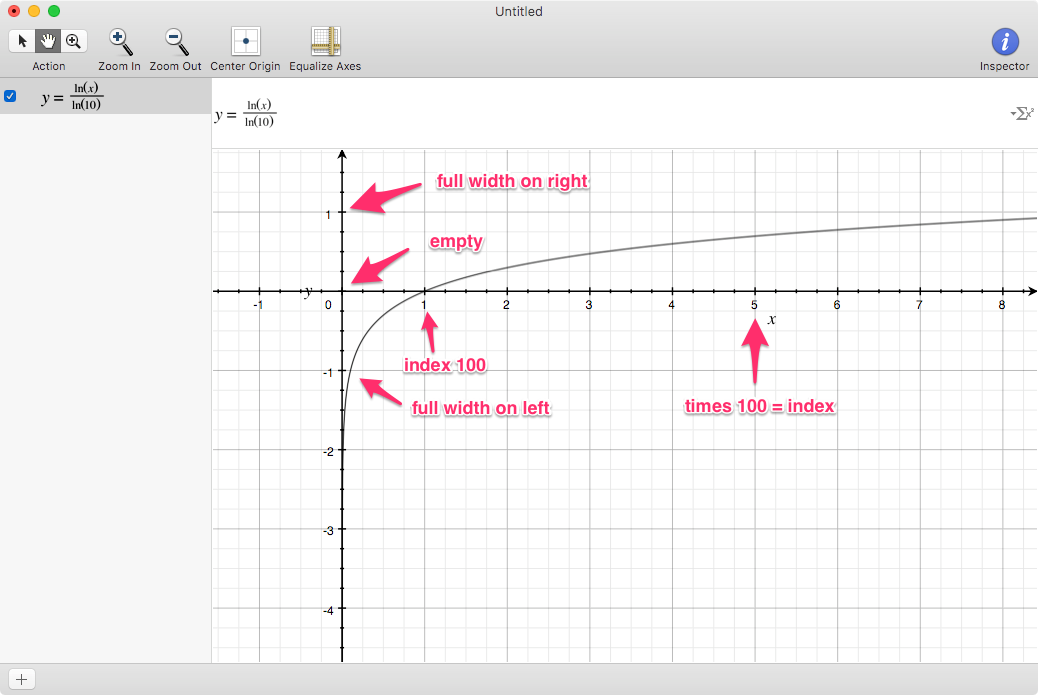 Untitled
Action
Zoom In
Zoom Out
Center Origin
Equalize Axes
Inspector
y = ln(x)/ln(10)
y = ln(x)/ln(10)
Σx²
full width on right
1
empty
y
-1 0 1 2 3 4 5 6 7 8
x
index 100
-1
full width on left
times 100 = index
-2
-3
-4